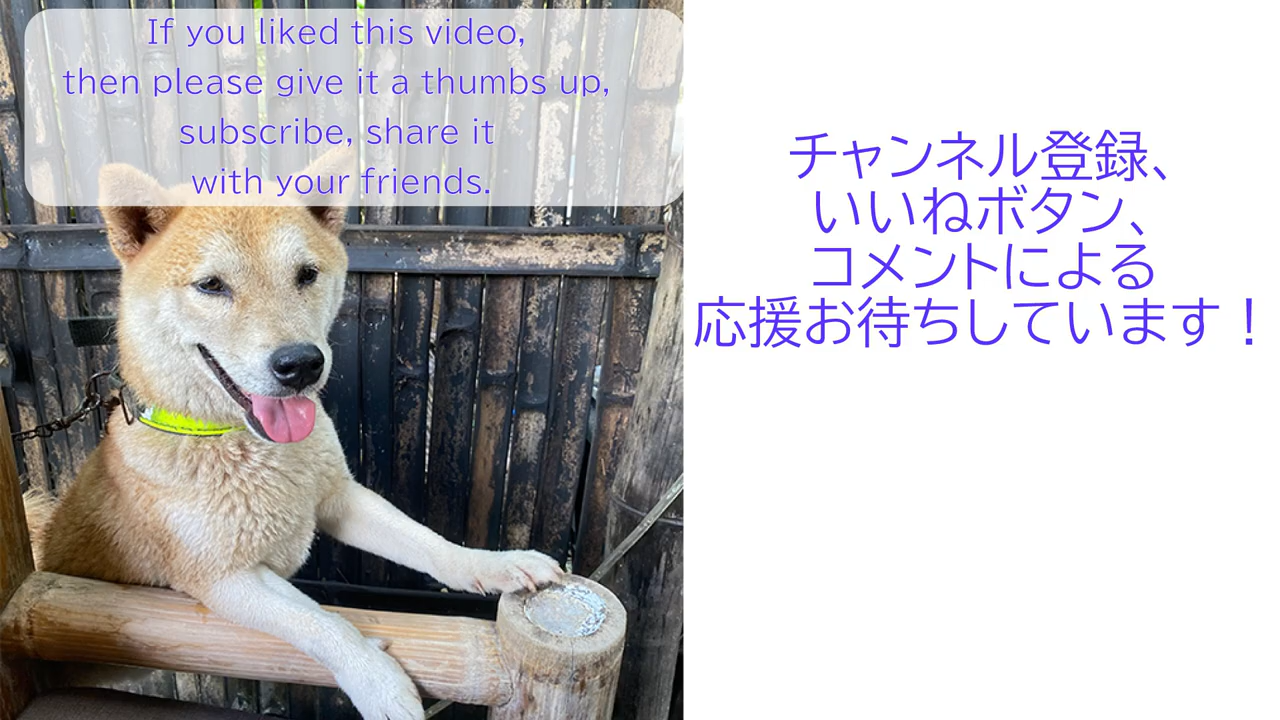 If you liked this video,
then please give it a thumbs up,
subscribe, share it
with your friends.
チャンネル登録、
いいねボタン、
コメントによる
応援お待ちしています！